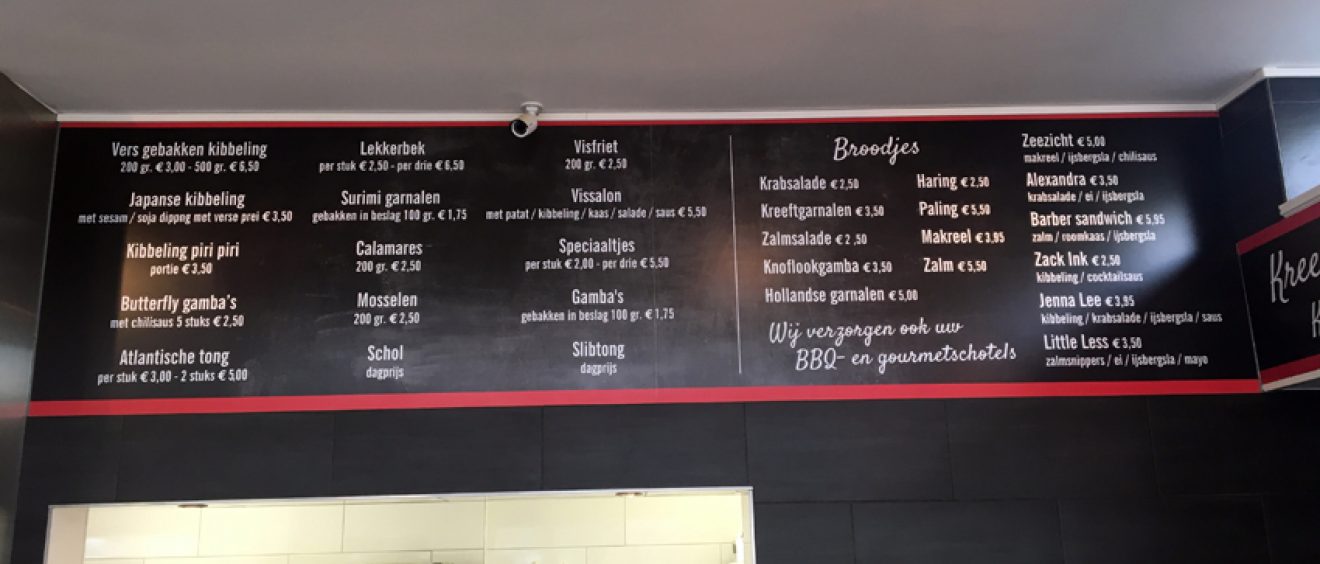 Vers gebakken kibbeling
200 gr. € 3,00 - 500 gr. € 6,50
Japanse kibbeling
met sesam / soja dippng met verse prei € 3,50
Kibbeling piri piri
portie € 3,50
Butterfly gamba's
met chilisaus 5 stuks € 2,50
Atlantische tong
per stuk € 3,00 - 2 stuks € 5,00
Lekkerbek
per stuk € 2,50 - per drie € 6,50
Surimi garnalen
gebakken in beslag 100 gr. € 1,75
Calamares
200 gr. € 2,50
Mosselen
200 gr. € 2,50
Schol
dagprijs
Visfriet
200 gr. € 2,50
Vissalon
met patat / kibbeling / kaas / salade / saus € 5,50
Speciaaltjes
per stuk € 2,00 - per drie € 5,50
Gamba's
gebakken in beslag 100 gr. € 1,75
Slibtong
dagprijs
Broodjes
Krabsalade € 2,50
Kreeftgarnalen € 3,50
Zalmsalade € 2,50
Knoflookgamba € 3,50
Hollandse garnalen € 5,00
Haring € 2,50
Paling € 5,50
Makreel € 3,95
Zalm € 5,50
Wij verzorgen ook uw
BBQ- en gourmetschotels
Zeezicht € 5,00
makreel / ijsbergsla / chilisaus
Alexandra € 3,50
krabsalade / ei / ijsbergsla
Barber sandwich € 5,95
zalm / roomkaas / ijsbergsla
Zack Ink € 2,50
kibbeling / cocktailsaus
Jenna Lee € 3,95
kibbeling / krabsalade / ijsbergsla / saus
Little Less € 3,50
zalmsnippers / ei / ijsbergsla / mayo
Kree
K